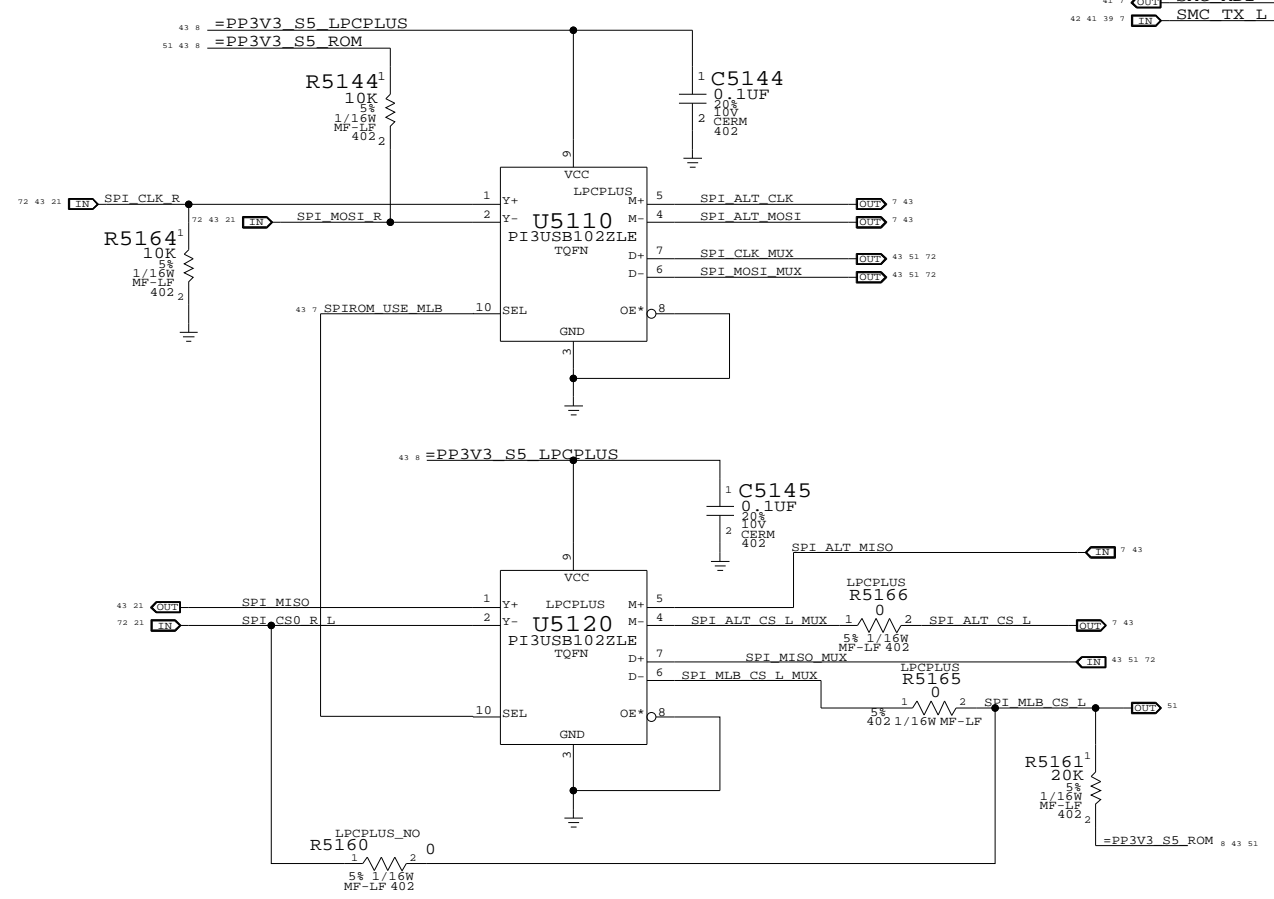 43 8 =PP3V3_S5_LPCPLUS
51 43 8 =PP3V3_S5_ROM
42 41 39 7 IN SMC_TX_L
41 7 OUT
R5144 1
10K
5%
1/16W
MF-LF
402
2
1 C5144
0.1UF
20%
10V
2 CERM
402
9
VCC
LPCPLUS
72 43 21 IN SPI_CLK_R
1 Y+
M+ 5 SPI_ALT_CLK OUT 7 43
72 43 21 IN SPI_MOSI_R
2 Y-
M- 4 SPI_ALT_MOSI OUT 7 43
U5110
PI3USB102ZLE
TQFN
D+ 7 SPI_CLK_MUX OUT 43 51 72
D- 6 SPI_MOSI_MUX OUT 43 51 72
R5164 1
10K
5%
1/16W
MF-LF
402
2
43 7 SPIROM_USE_MLB
10 SEL
OE* 8
GND
3
43 8 =PP3V3_S5_LPCPLUS
1 C5145
0.1UF
20%
10V
2 CERM
402
9
VCC
SPI_ALT_MISO IN 7 43
43 21 OUT SPI_MISO
1 Y+
LPCPLUS
M+ 5
72 21 IN SPI_CS0_R_L
2 Y-
U5120
PI3USB102ZLE
TQFN
M- 4 SPI_ALT_CS_L_MUX
LPCPLUS
R5166
0
1 2
5% 1/16W
MF-LF 402
SPI_ALT_CS_L OUT 7 43
D+ 7 SPI_MISO_MUX IN 43 51 72
D- 6 SPI_MLB_CS_L_MUX
LPCPLUS
R5165
0
1 2
5%
402 1/16W MF-LF
SPI_MLB_CS_L OUT 51
10 SEL
OE* 8
GND
3
R5161 1
20K
5%
1/16W
MF-LF
402
2
=PP3V3_S5_ROM 8 43 51
LPCPLUS_NO
R5160 0
1 2
5% 1/16W
MF-LF 402